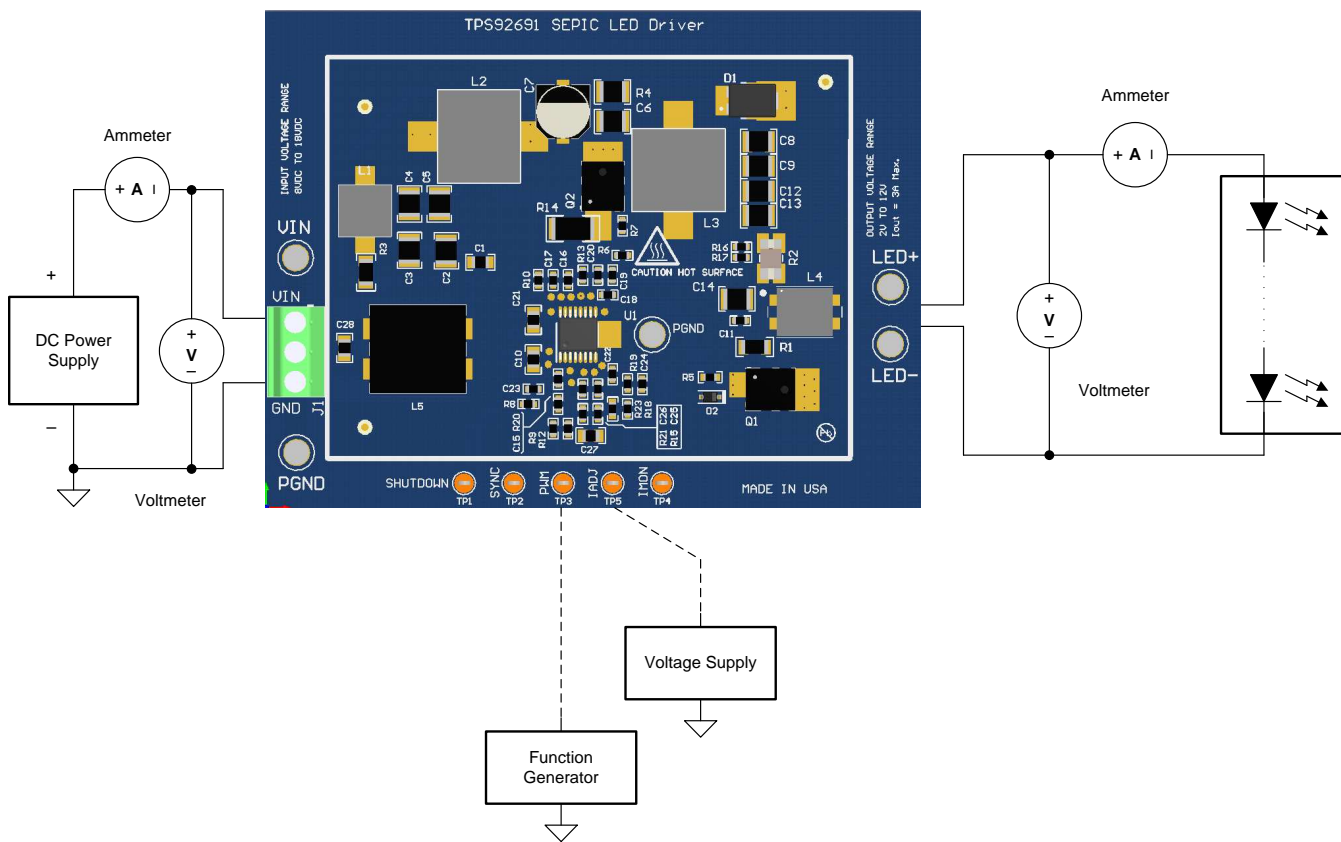 TPS92691 SEPIC LED Driver
INPUT VOLTAGE RANGE
8VDC TO 18VDC
OUTPUT VOLTAGE RANGE
2V TO 12V
Iout = 3A Max.
Ammeter
+ A -
+
DC Power
Supply
–
+
V
–
Voltmeter
VIN
VIN
GND
J1
PGND
L1
L2
C7
R4
C6
D1
C8
C9
C12
C13
L3
Q2
R14
R7
R6
C4
C5
R3
C3
C2
C1
CAUTION HOT SURFACE
R16
R17
R2
L4
C14
C11
R1
R10
C17
C16
R13
C20
C19
C18
C21
U1
PGND
C10
C28
L5
C22
R19
C24
C23
R8
R5
D2
Q1
C15 R20
R9
R12
C27
R23
R18
R21 C26
R15 C25
LED+
LED-
SHUTDOWN
TP1
SYNC
TP2
PWM
TP3
IADJ
TP5
IMON
TP4
MADE IN USA
Ammeter
+ A -
+
V
–
Voltmeter
Voltage Supply
Function
Generator